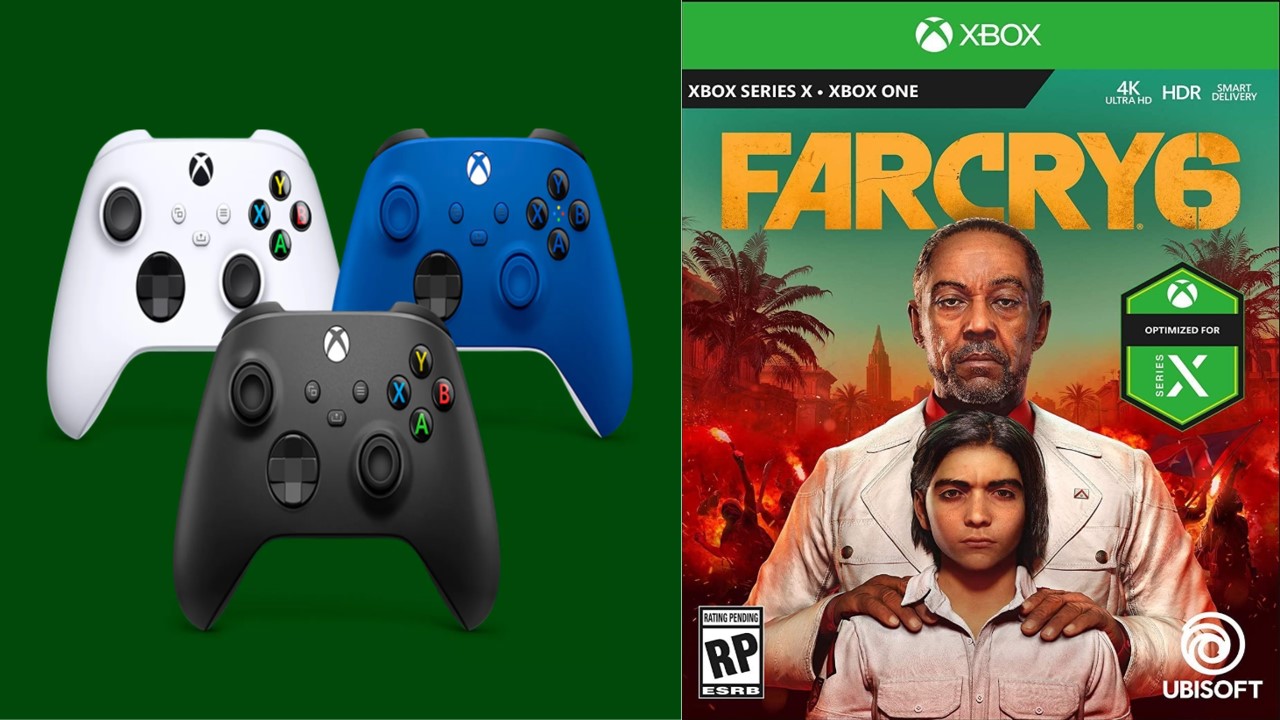 Y
X
B
A
Y
X
B
A
Y
X
B
A
XBOX
XBOX SERIES X • XBOX ONE
4K
ULTRA HD
HDR
SMART
DELIVERY
FARCRY6
OPTIMIZED FOR
SERIES X
RATING PENDING
RP
ESRB
UBISOFT